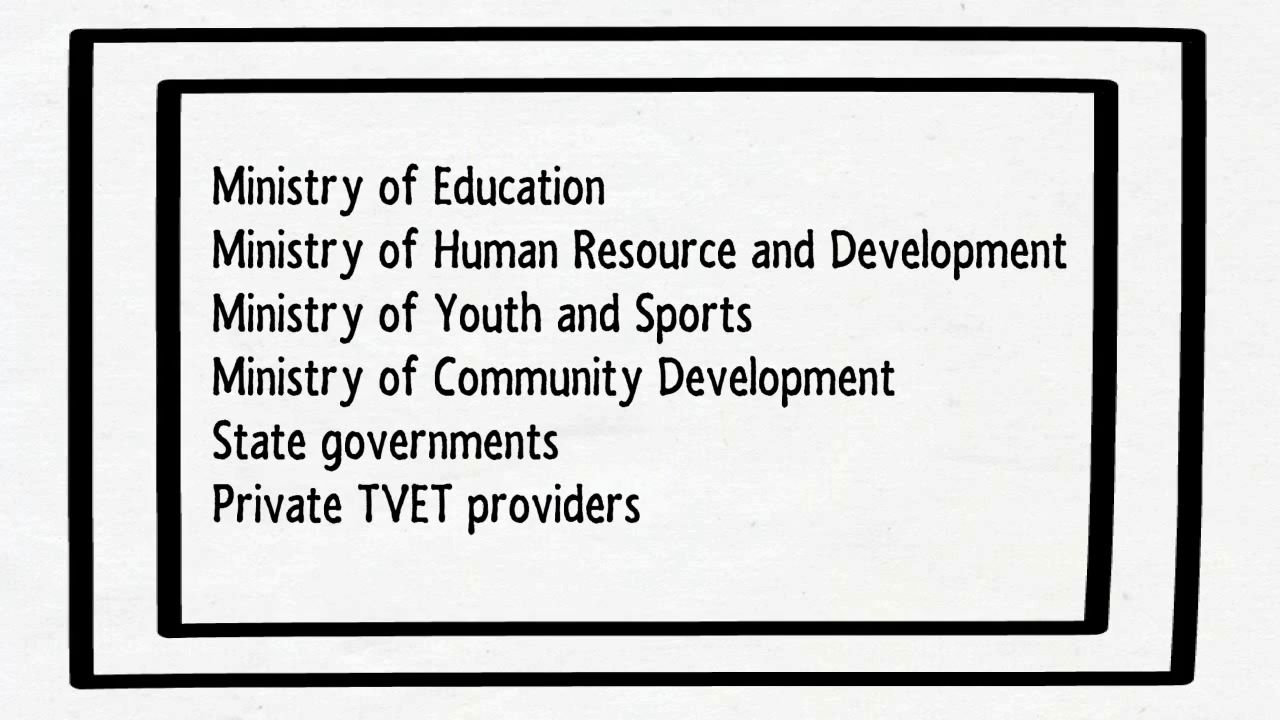 Ministry of Education
Ministry of Human Resource and Development
Ministry of Youth and Sports
Ministry of Community Development
State governments
Private TVET providers